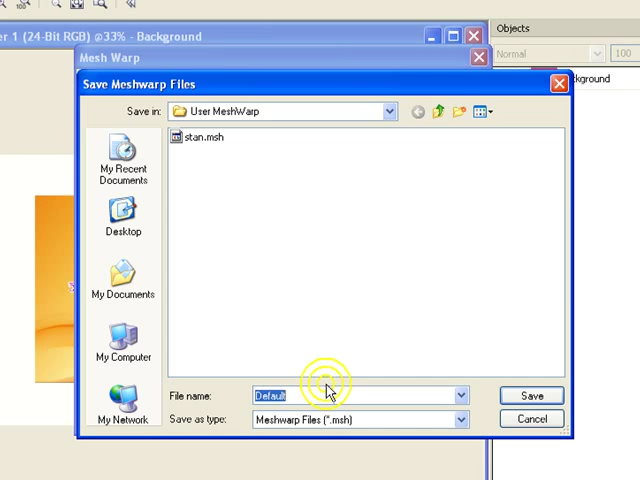 er 1 (24-Bit RGB) @33% - Background
Objects
Mesh Warp
Normal
100
Save Meshwarp Files
kground
Save in:
User MeshWarp
stan.msh
My Recent
Documents
Desktop
My Documents
My Computer
My Network
File name:
Default
Save
Save as type:
Meshwarp Files (*.msh)
Cancel